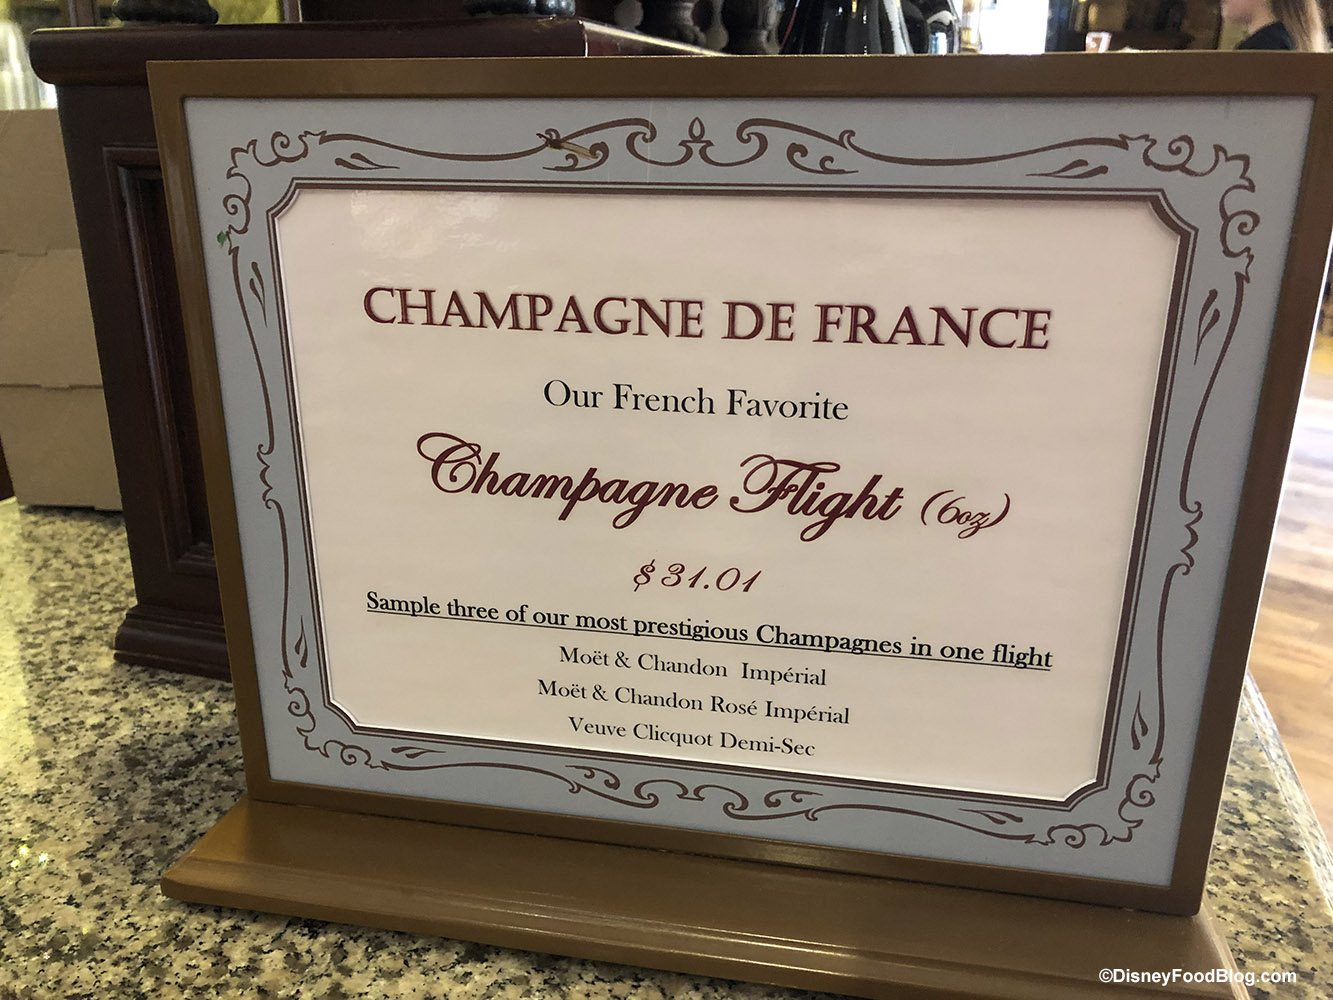 CHAMPAGNE DE FRANCE
Our French Favorite
Champagne Flight (6oz)
$31.01
Sample three of our most prestigious Champagnes in one flight
Moët & Chandon Impérial
Moët & Chandon Rosé Impérial
Veuve Clicquot Demi-Sec
©DisneyFoodBlog.com